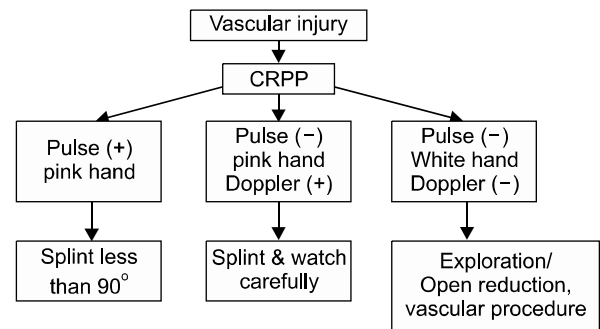 Vascular injury
CRPP
Pulse (+)
pink hand
Pulse (−)
pink hand
Doppler (+)
Pulse (−)
White hand
Doppler (−)
Splint less
than 90°
Splint & watch
carefully
Exploration/
Open reduction,
vascular procedure